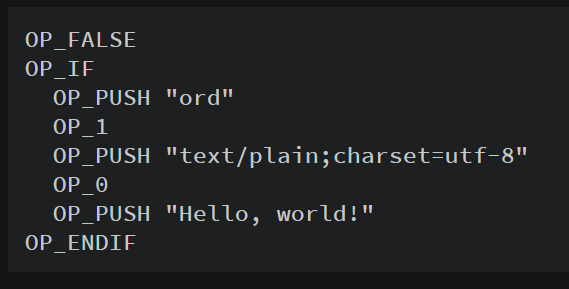 OP_FALSE
OP_IF
  OP_PUSH "ord"
  OP_1
  OP_PUSH "text/plain;charset=utf-8"
  OP_0
  OP_PUSH "Hello, world!"
OP_ENDIF